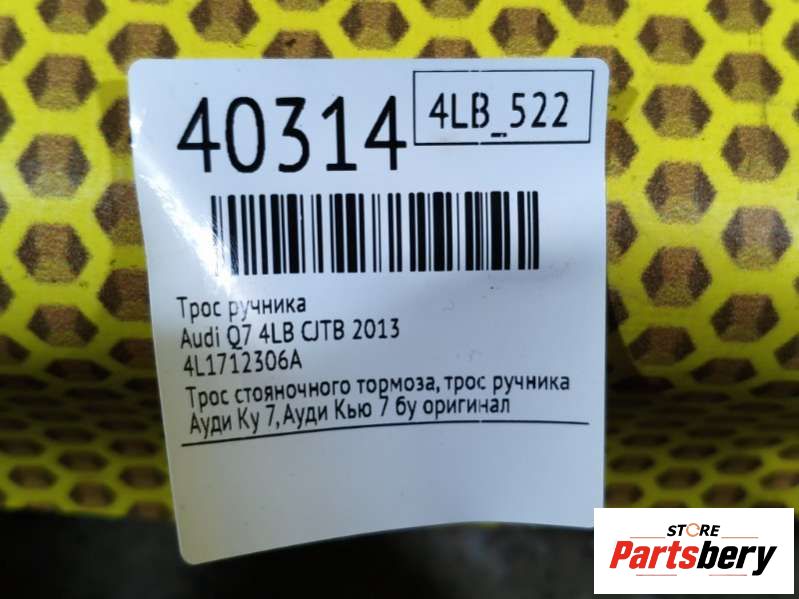 40314
4LB_522
Трос ручника
Audi Q7 4LB CJTB 2013
4L1712306A
Трос стояночного тормоза, трос ручника
Ауди Ку 7, Ауди Кью 7 бу оригинал
STORE
Partsbery